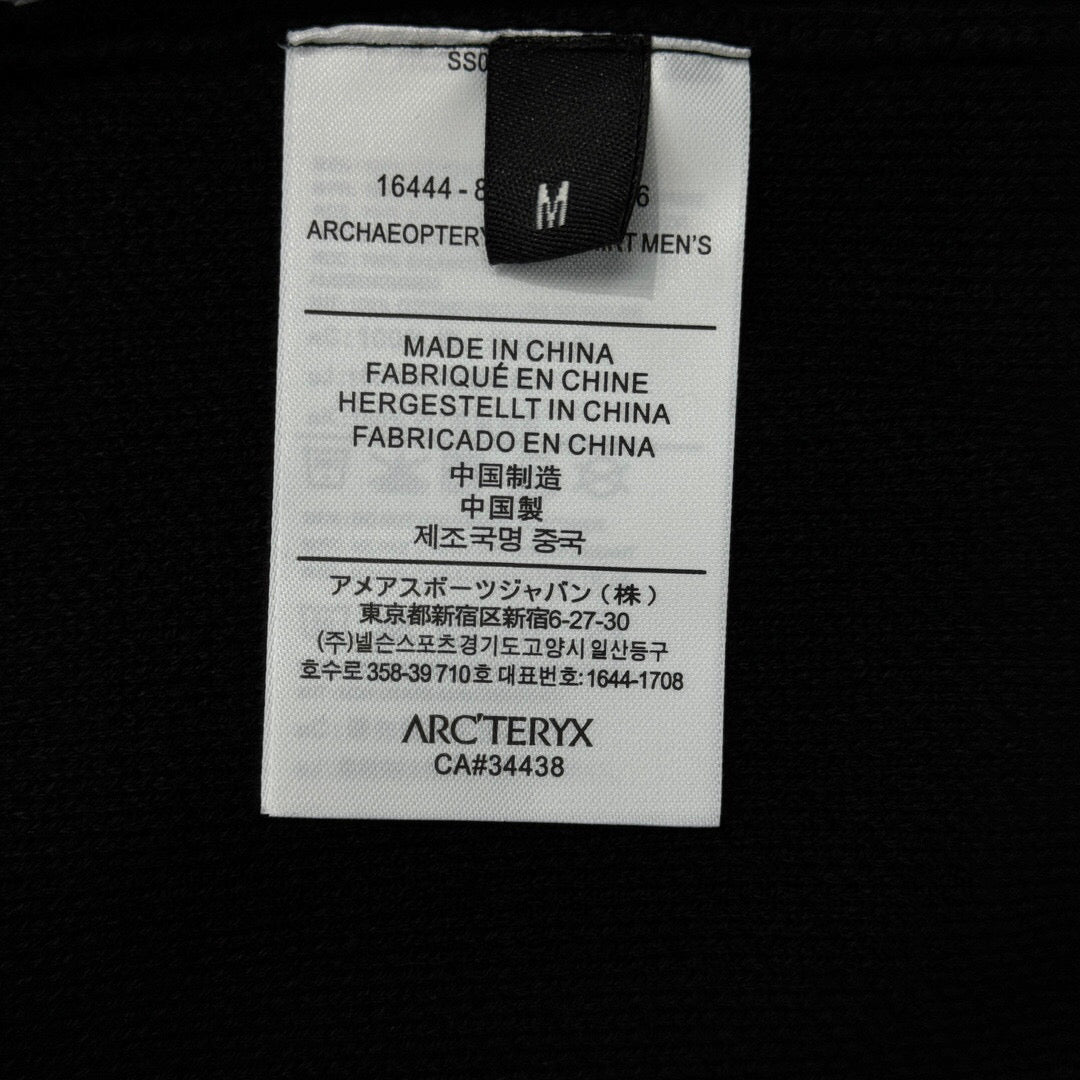 SS0
M
16444 - 8 6
ARCHAEOPTERY RT MEN'S
MADE IN CHINA
FABRIQUÉ EN CHINE
HERGESTELLT IN CHINA
FABRICADO EN CHINA
中国制造
中国製
제조국명 중국
アメアスポーツジャパン（株）
東京都新宿区新宿6-27-30
(주)넬슨스포츠경기도고양시 일산등구
호수로 358-39 710호 대표번호: 1644-1708
ARC'TERYX
CA#34438